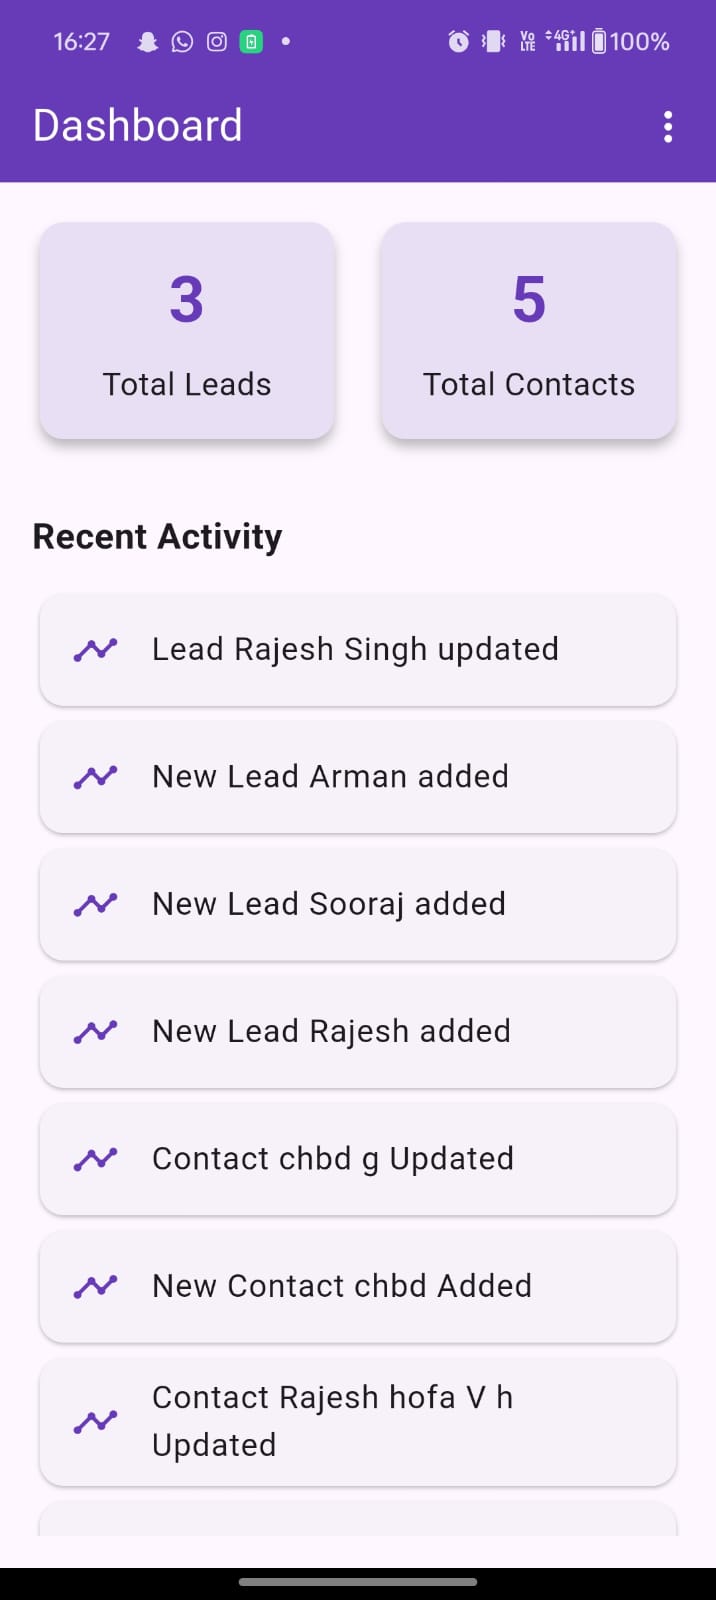 16:27
Vo LTE 4G+ 100%
Dashboard
3
5
Total Leads
Total Contacts
Recent Activity
Lead Rajesh Singh updated
New Lead Arman added
New Lead Sooraj added
New Lead Rajesh added
Contact chbd g Updated
New Contact chbd Added
Contact Rajesh hofa V h
Updated